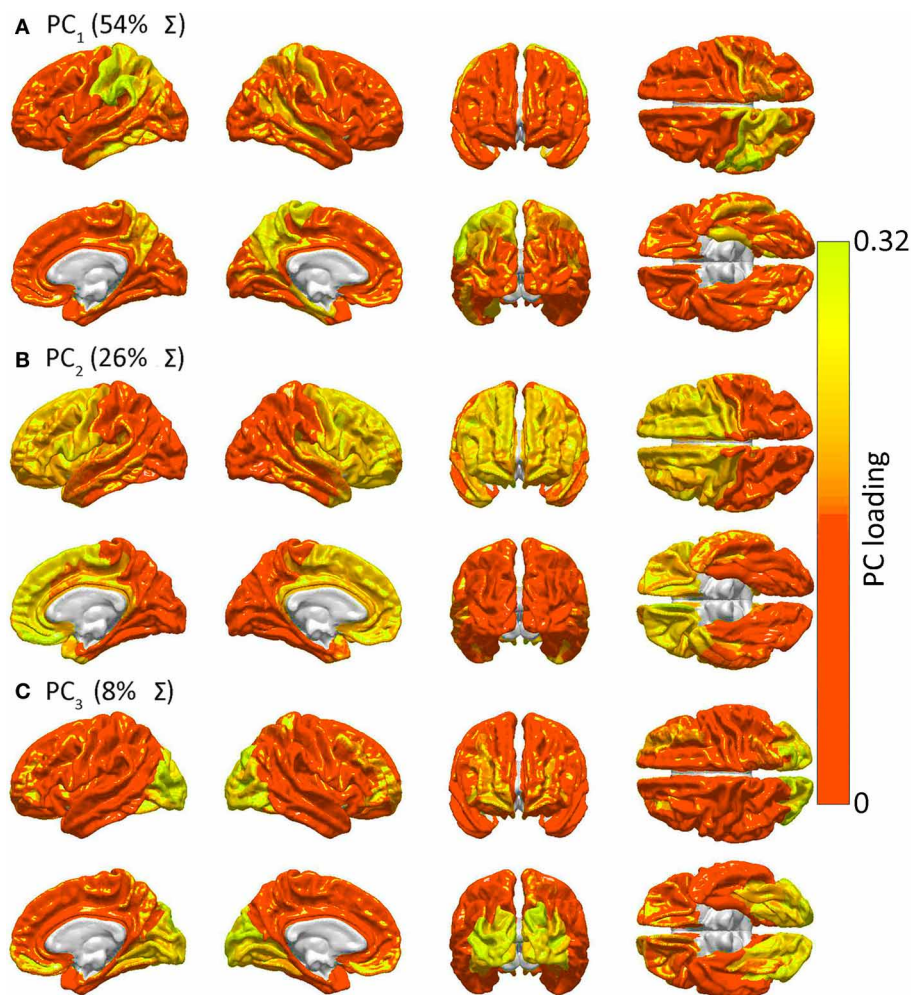 A PC1 (54% Σ)
0.32
B PC2 (26% Σ)
PC loading
C PC3 (8% Σ)
0